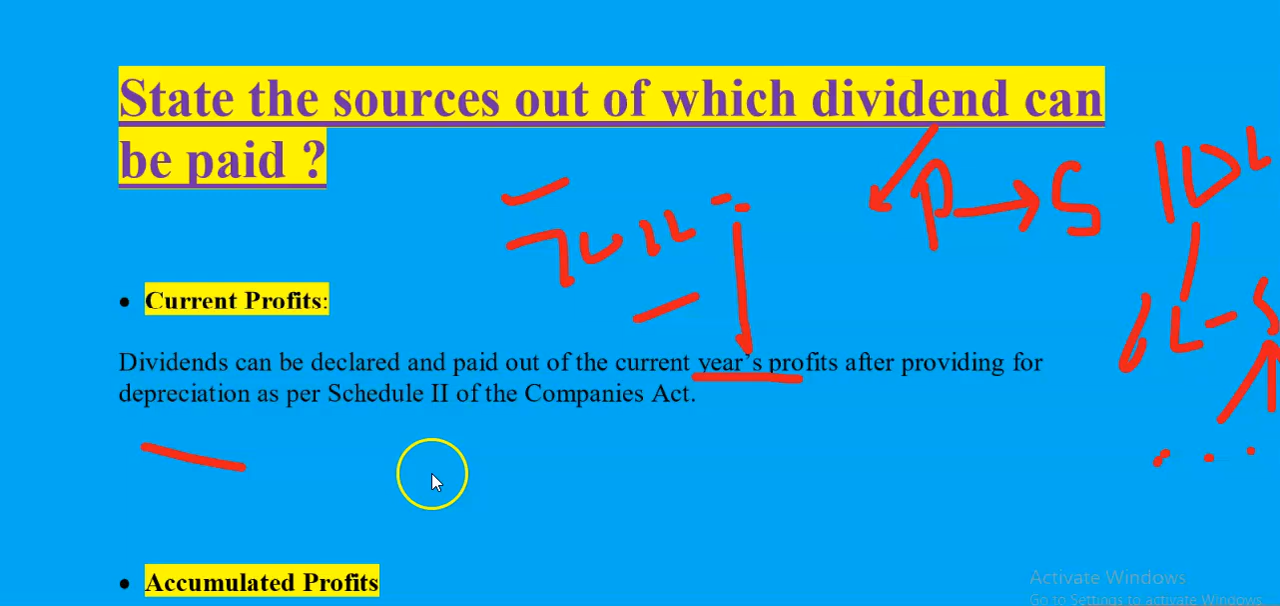 State the sources out of which dividend can
be paid ?
P → S
• Current Profits:
Dividends can be declared and paid out of the current year's profits after providing for
depreciation as per Schedule II of the Companies Act.
• Accumulated Profits
Activate Windows
Go to Settings to activate Windows.